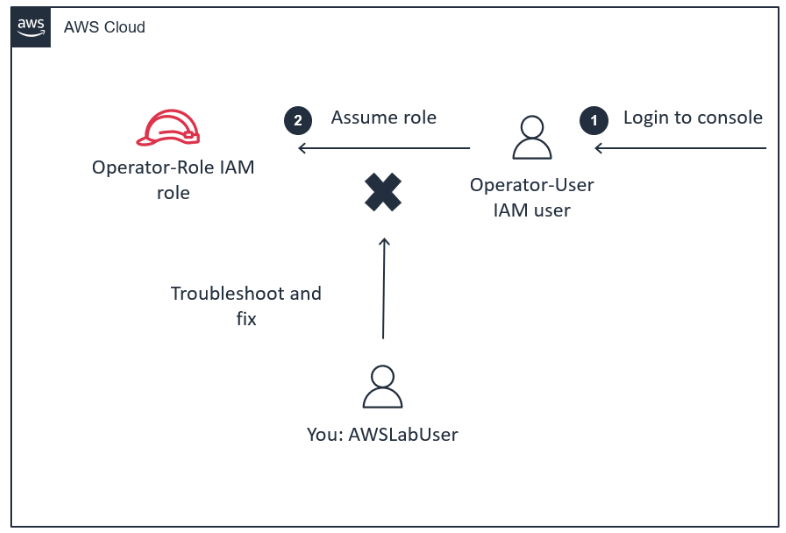 aws
AWS Cloud
2
Assume role
1
Login to console
Operator-Role IAM
role
Operator-User
IAM user
Troubleshoot and
fix
You: AWSLabUser